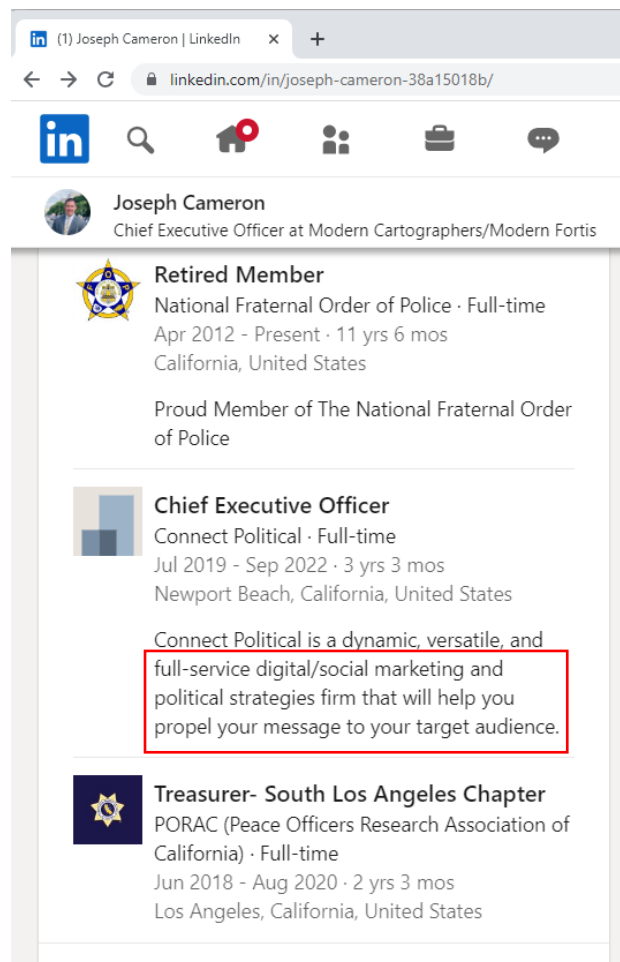 (1) Joseph Cameron | LinkedIn
linkedin.com/in/joseph-cameron-38a15018b/
in
Joseph Cameron
Chief Executive Officer at Modern Cartographers/Modern Fortis
Retired Member
National Fraternal Order of Police · Full-time
Apr 2012 - Present · 11 yrs 6 mos
California, United States
Proud Member of The National Fraternal Order
of Police
Chief Executive Officer
Connect Political · Full-time
Jul 2019 - Sep 2022 · 3 yrs 3 mos
Newport Beach, California, United States
Connect Political is a dynamic, versatile, and
full-service digital/social marketing and
political strategies firm that will help you
propel your message to your target audience.
Treasurer- South Los Angeles Chapter
PORAC (Peace Officers Research Association of
California) · Full-time
Jun 2018 - Aug 2020 · 2 yrs 3 mos
Los Angeles, California, United States